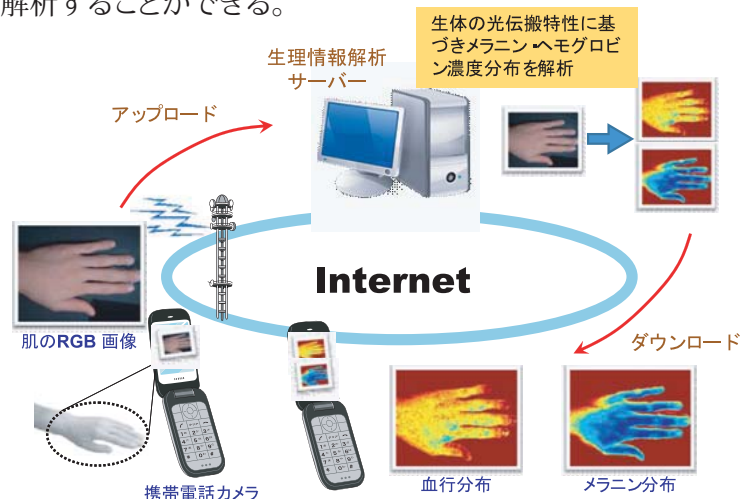 解析することができる。
生体の光伝搬特性に基
づきメラニン・ヘモグロビ
ン濃度分布を解析
生理情報解析
サーバー
アップロード
Internet
肌のRGB 画像
ダウンロード
血行分布
メラニン分布
携帯電話カメラ